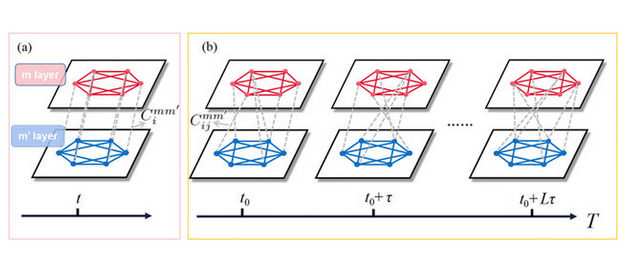 (a)
m layer
m' layer
C_i^{mm'}
t
(b)
C_{ij}^{mm'}
......
t_0
t_0+τ
t_0+Lτ
T